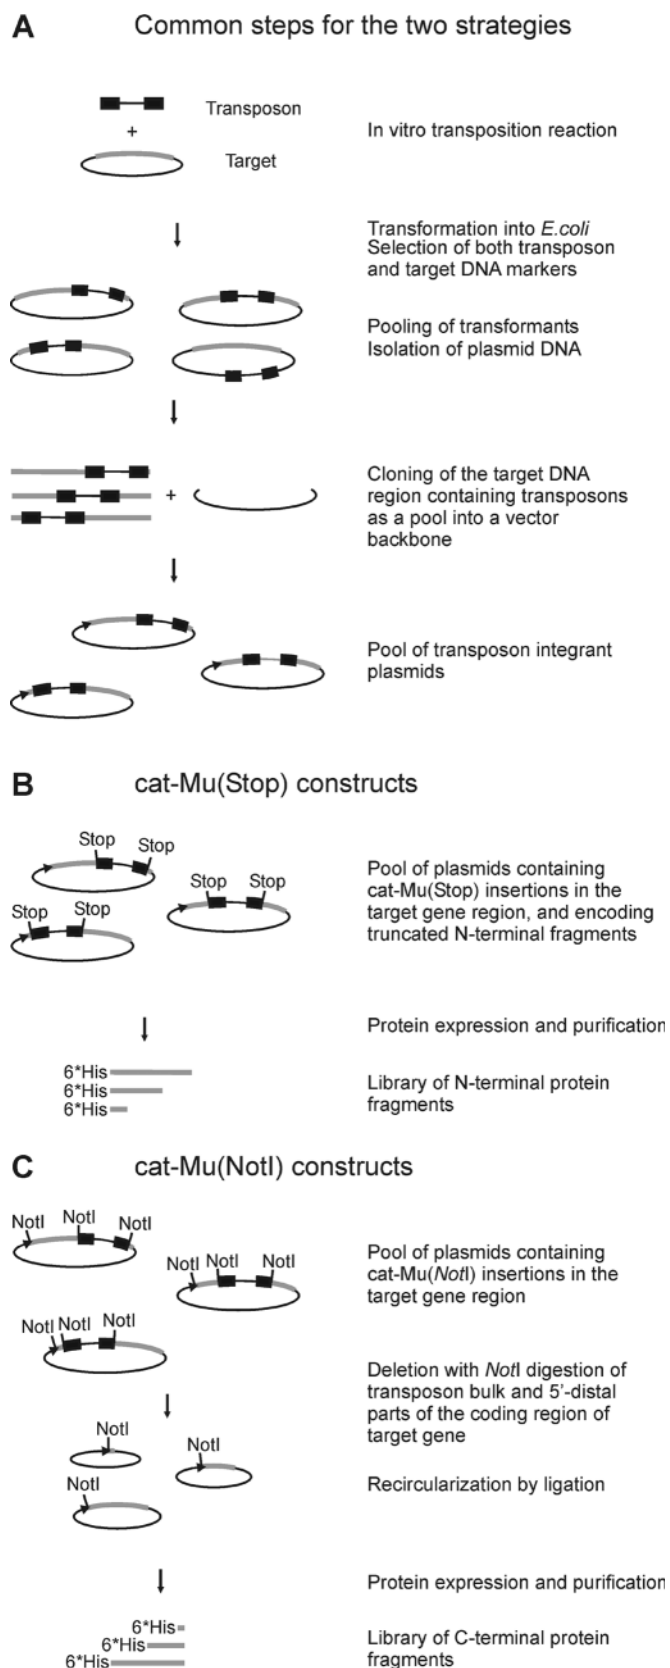 A Common steps for the two strategies
Transposon
+
Target
In vitro transposition reaction
Transformation into E.coli
Selection of both transposon
and target DNA markers
Pooling of transformants
Isolation of plasmid DNA
+
Cloning of the target DNA
region containing transposons
as a pool into a vector
backbone
Pool of transposon integrant
plasmids
B cat-Mu(Stop) constructs
Stop
Stop
Stop Stop
Stop Stop
Pool of plasmids containing
cat-Mu(Stop) insertions in the
target gene region, and encoding
truncated N-terminal fragments
Protein expression and purification
6*His
6*His
6*His
Library of N-terminal protein
fragments
C cat-Mu(NotI) constructs
NotI NotI NotI
NotI NotI NotI
NotI NotI NotI
Pool of plasmids containing
cat-Mu(NotI) insertions in the
target gene region
Deletion with NotI digestion of
transposon bulk and 5'-distal
parts of the coding region of
target gene
NotI
NotI
NotI
Recircularization by ligation
Protein expression and purification
6*His
6*His
6*His
Library of C-terminal protein
fragments